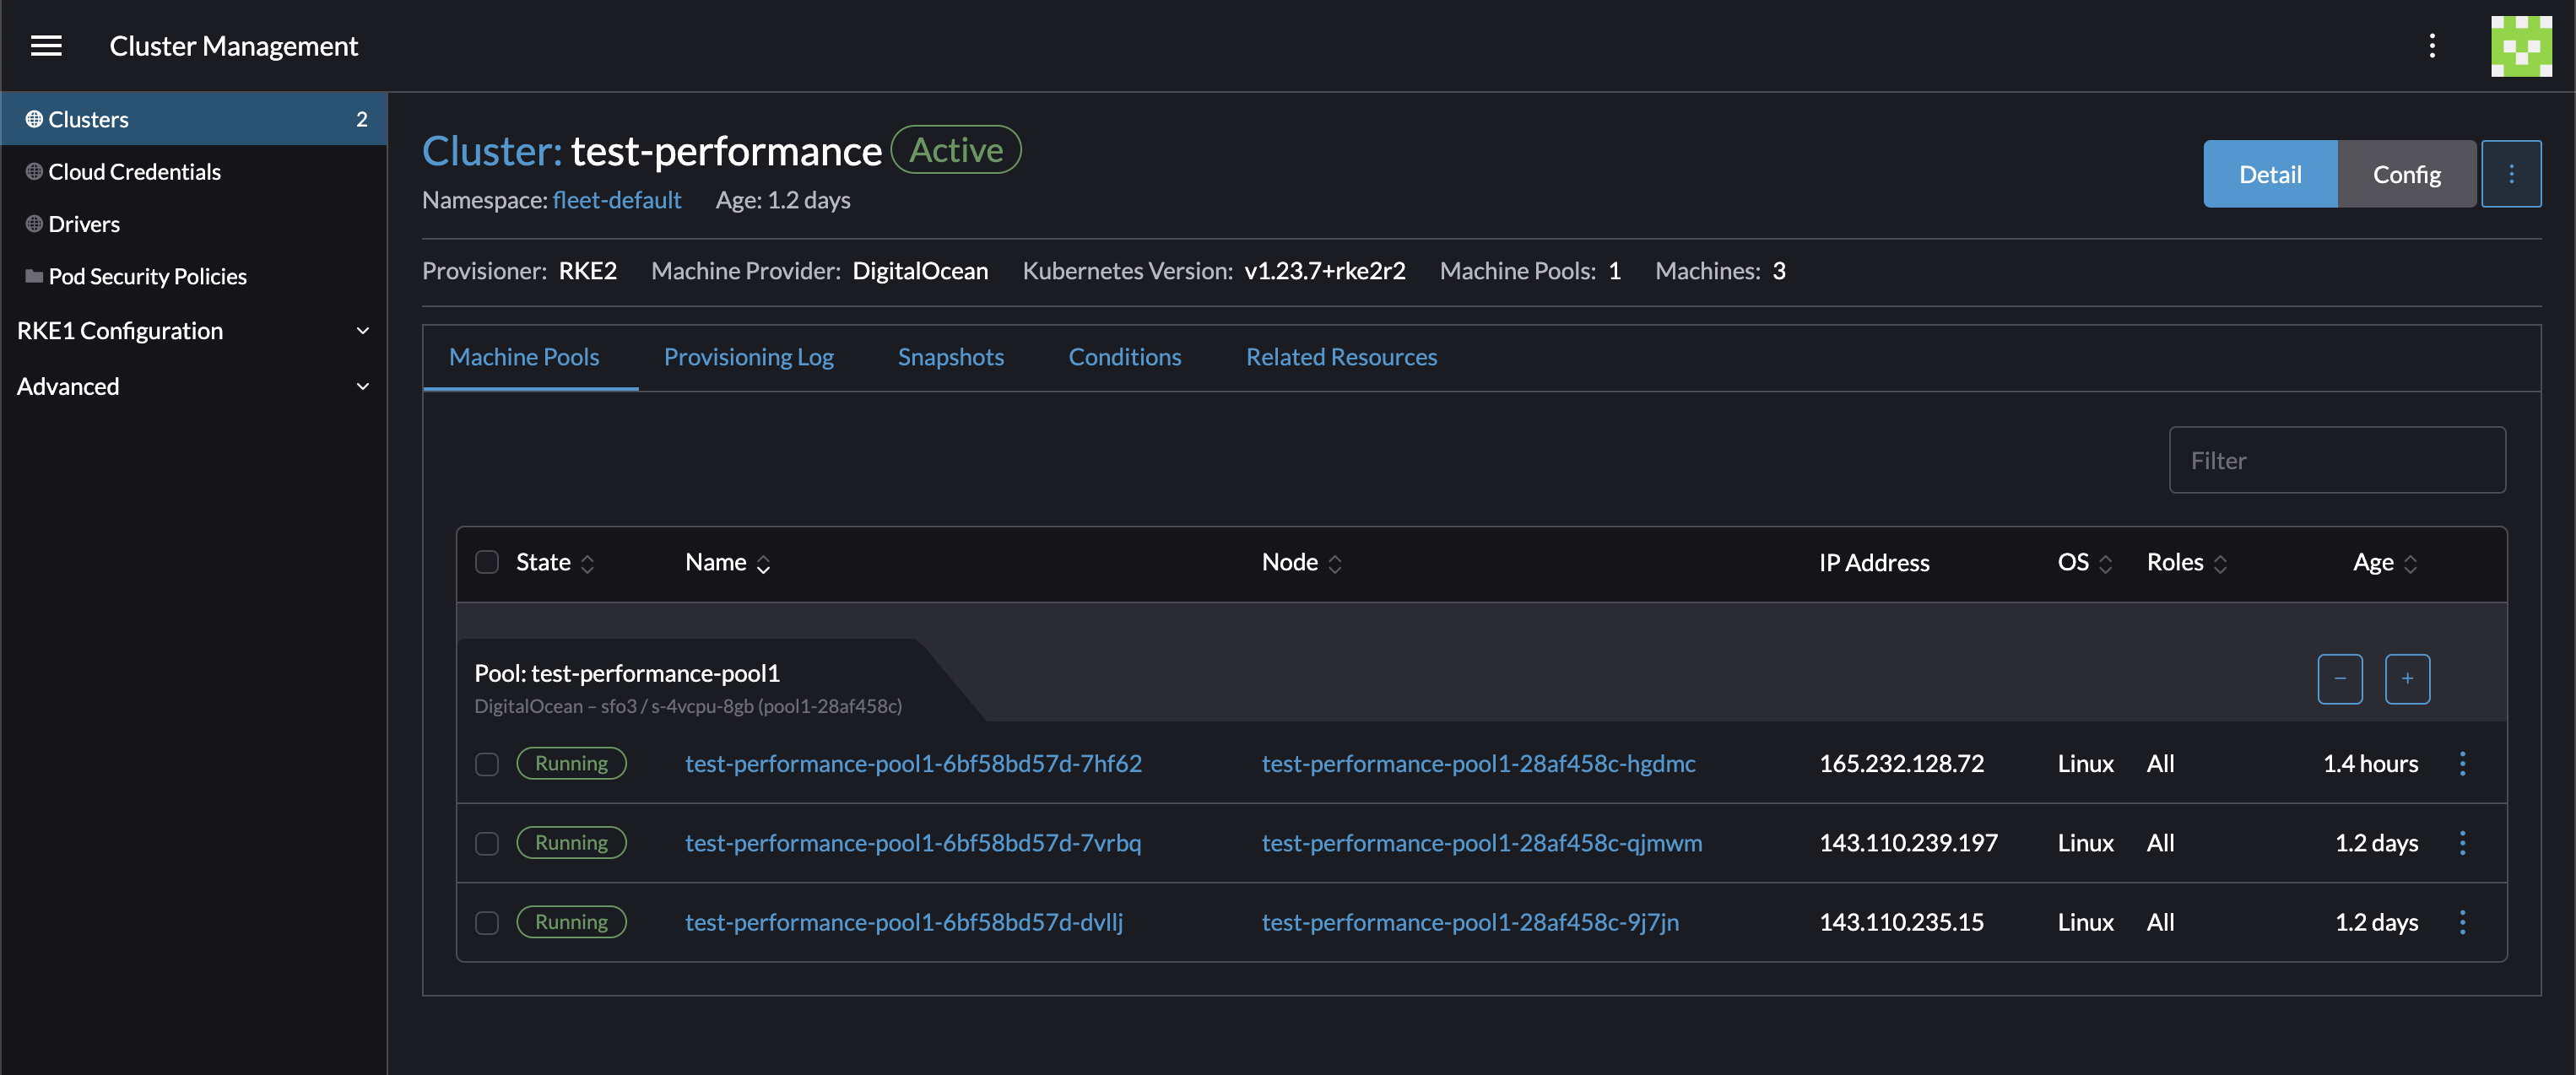 Cluster Management
Clusters 2
Cloud Credentials
Drivers
Pod Security Policies
RKE1 Configuration
Advanced
Cluster: test-performance Active
Namespace: fleet-default Age: 1.2 days
Detail Config
Provisioner: RKE2 Machine Provider: DigitalOcean Kubernetes Version: v1.23.7+rke2r2 Machine Pools: 1 Machines: 3
Machine Pools Provisioning Log Snapshots Conditions Related Resources
Filter
State Name Node IP Address OS Roles Age
Pool: test-performance-pool1
DigitalOcean – sfo3 / s-4vcpu-8gb (pool1-28af458c)
Running test-performance-pool1-6bf58bd57d-7hf62 test-performance-pool1-28af458c-hgdmc 165.232.128.72 Linux All 1.4 hours
Running test-performance-pool1-6bf58bd57d-7vrbq test-performance-pool1-28af458c-qjmwm 143.110.239.197 Linux All 1.2 days
Running test-performance-pool1-6bf58bd57d-dvllj test-performance-pool1-28af458c-9j7jn 143.110.235.15 Linux All 1.2 days